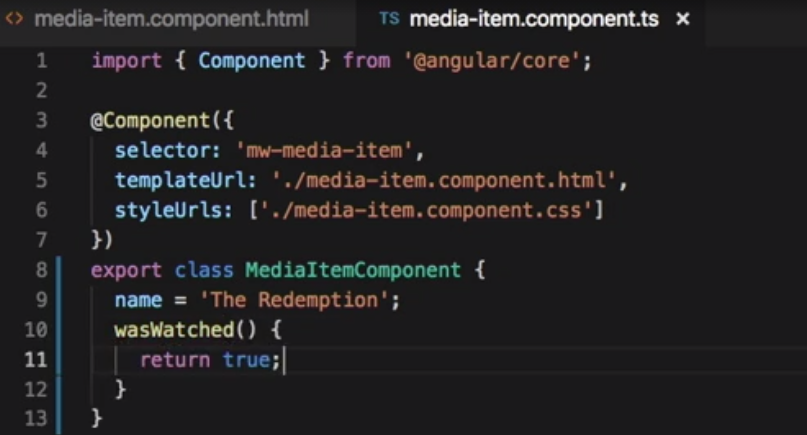 <> media-item.component.html TS media-item.component.ts ×
1 import { Component } from '@angular/core';
2
3 @Component({
4   selector: 'mw-media-item',
5   templateUrl: './media-item.component.html',
6   styleUrls: ['./media-item.component.css']
7 })
8 export class MediaItemComponent {
9   name = 'The Redemption';
10   wasWatched() {
11     return true;
12   }
13 }